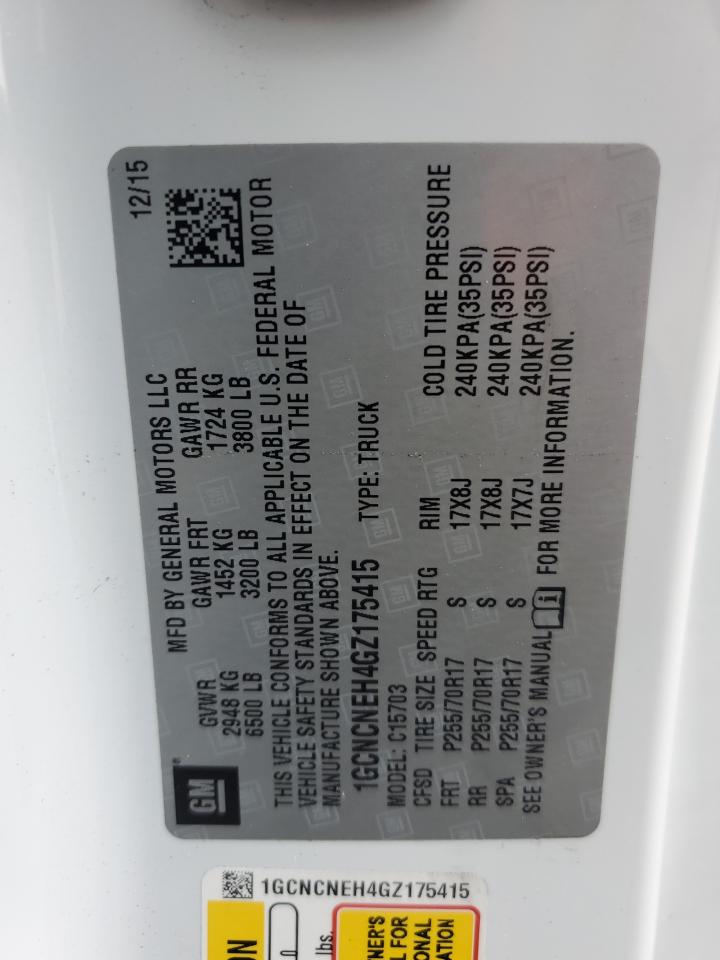 MFD BY GENERAL MOTORS LLC 12/15
GVWR GAWR FRT GAWR RR
2948 KG 1452 KG 1724 KG
6500 LB 3200 LB 3800 LB
GM
THIS VEHICLE CONFORMS TO ALL APPLICABLE U.S. FEDERAL MOTOR
VEHICLE SAFETY STANDARDS IN EFFECT ON THE DATE OF
MANUFACTURE SHOWN ABOVE.
1GCNCNEH4GZ175415 TYPE: TRUCK
MODEL: C15703
CFSD TIRE SIZE SPEED RTG RIM COLD TIRE PRESSURE
FRT P255/70R17 S 17X8J 240KPA(35PSI)
RR P255/70R17 S 17X8J 240KPA(35PSI)
SPA P255/70R17 S 17X7J 240KPA(35PSI)
SEE OWNER'S MANUAL FOR MORE INFORMATION.
1GCNCNEH4GZ175415
ON
lbs.
NER'S
L FOR
ONAL
ATION